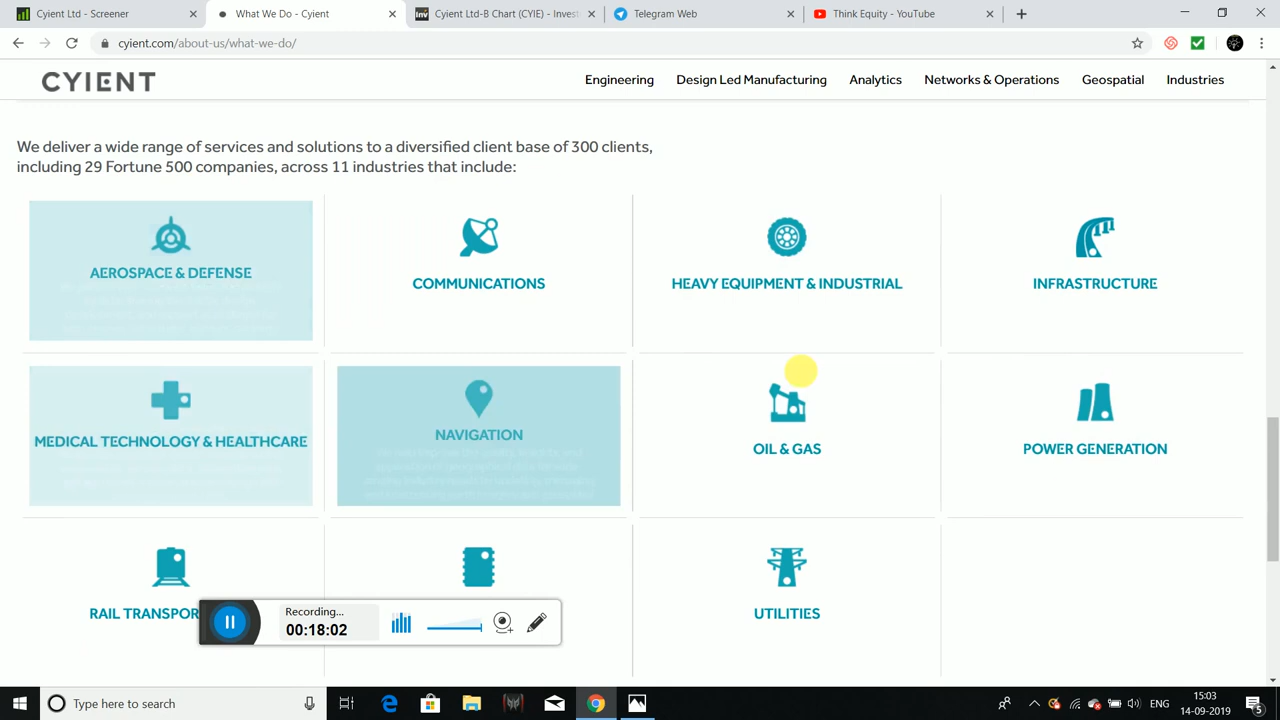 Cyient Ltd - Screener
What We Do - Cyient
Inv
Cyient Ltd-B Chart (CYIE) - Invest
Telegram Web
Think Equity - YouTube
cyient.com/about-us/what-we-do/
CYIENT
Engineering
Design Led Manufacturing
Analytics
Networks & Operations
Geospatial
Industries
We deliver a wide range of services and solutions to a diversified client base of 300 clients,
including 29 Fortune 500 companies, across 11 industries that include:
AEROSPACE & DEFENSE
COMMUNICATIONS
HEAVY EQUIPMENT & INDUSTRIAL
INFRASTRUCTURE
MEDICAL TECHNOLOGY & HEALTHCARE
NAVIGATION
OIL & GAS
POWER GENERATION
RAIL TRANSPOR
UTILITIES
Recording...
00:18:02
Type here to search
ENG
15:03
14-09-2019
5